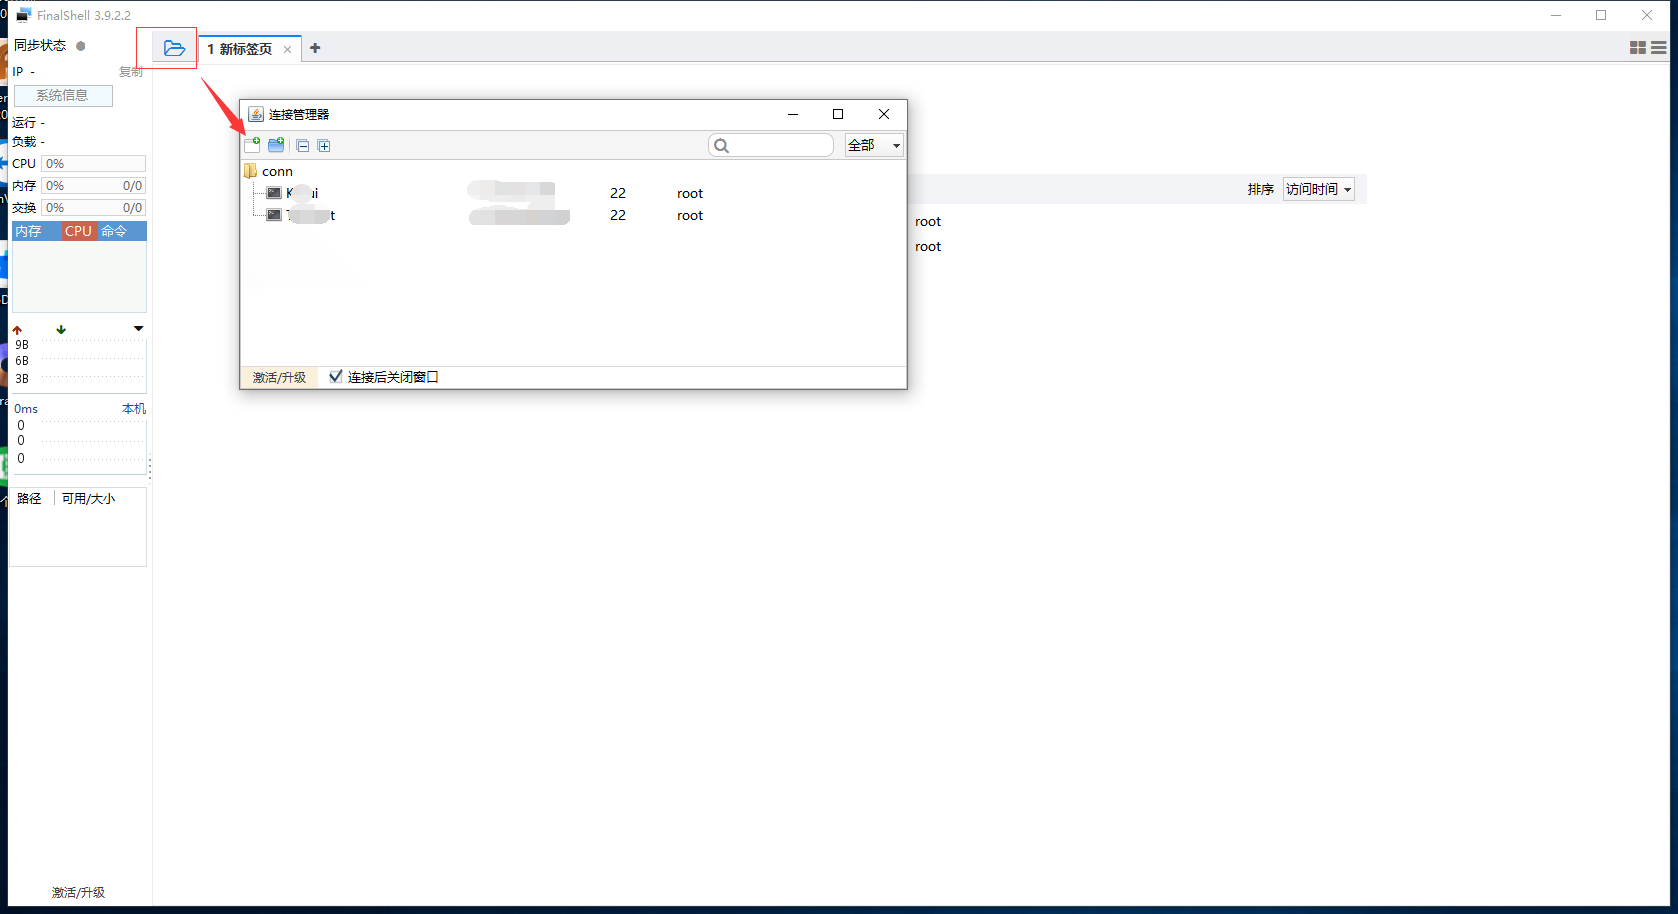 FinalShell 3.9.2.2
同步状态
IP -
复制
系统信息
运行 -
负载 -
CPU 0%
内存 0% 0/0
交换 0% 0/0
内存 CPU 命令
9B
6B
3B
0ms 本机
0
0
0
路径 可用/大小
激活/升级
1 新标签页
连接管理器
全部
conn
22 root
22 root
激活/升级 连接后关闭窗口
排序 访问时间
root
root